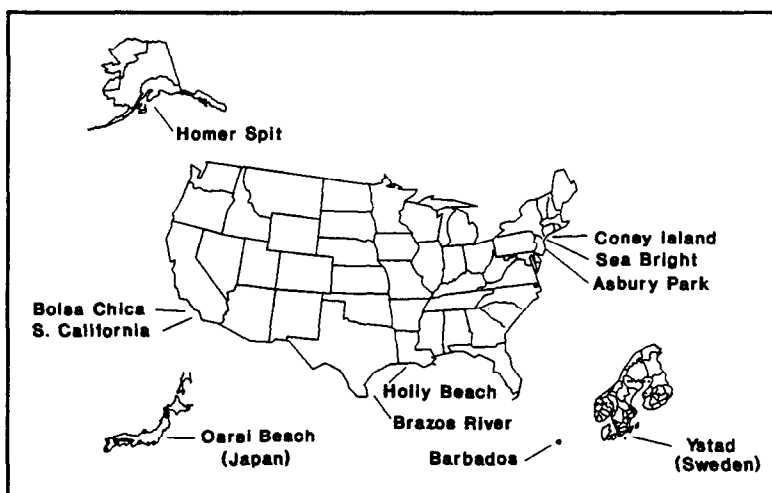 Homer Spit
Coney Island
Sea Bright
Asbury Park
Bolsa Chica
S. California
Holly Beach
Brazos River
Oarai Beach
(Japan)
Barbados
Ystad
(Sweden)